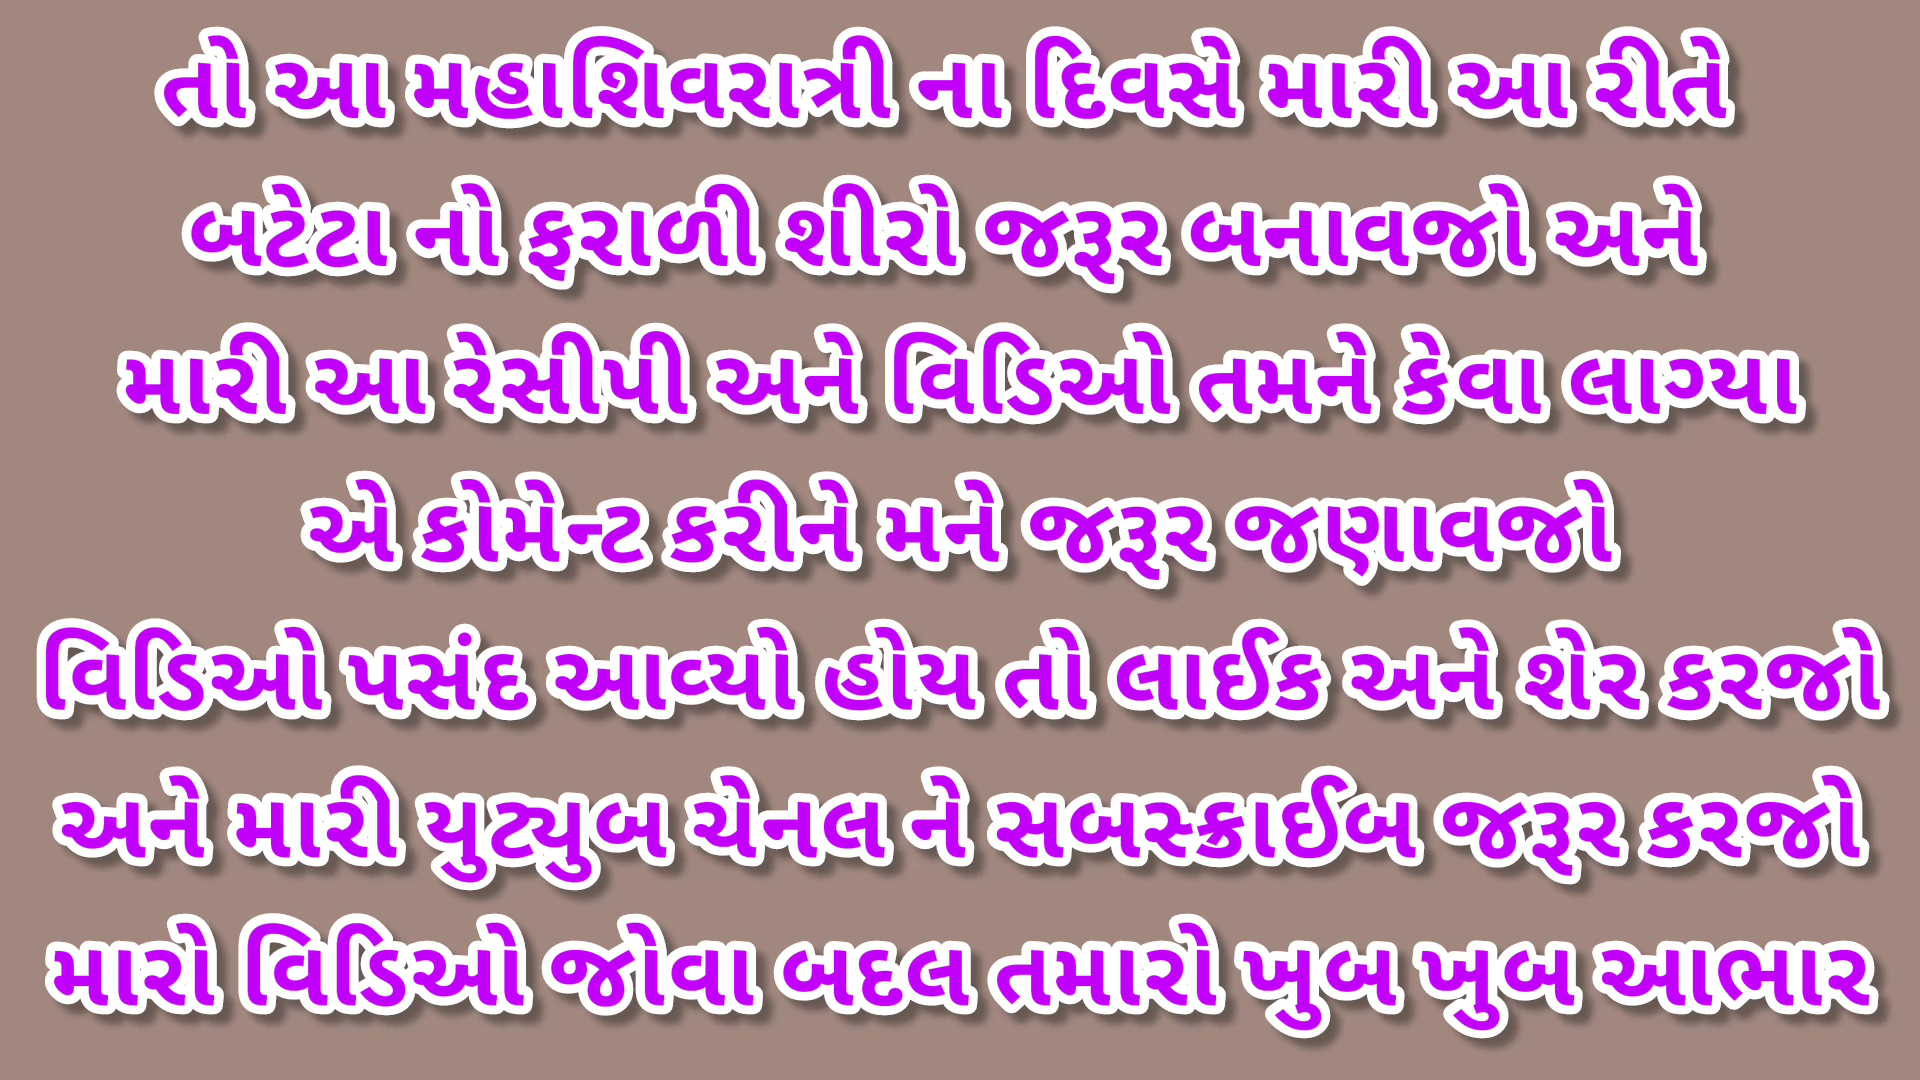 તો આ મહાશિવરાત્રી ના દિવસે મારી આ રીતે
બટેટા નો ફરાળી શીરો જરૂર બનાવજો અને
મારી આ રેસીપી અને વિડિઓ તમને કેવા લાગ્યા
એ કોમેન્ટ કરીને મને જરૂર જણાવજો
વિડિઓ પસંદ આવ્યો હોય તો લાઈક અને શેર કરજો
અને મારી યુટ્યુબ ચેનલ ને સબસ્ક્રાઈબ જરૂર કરજો
મારો વિડિઓ જોવા બદલ તમારો ખુબ ખુબ આભાર